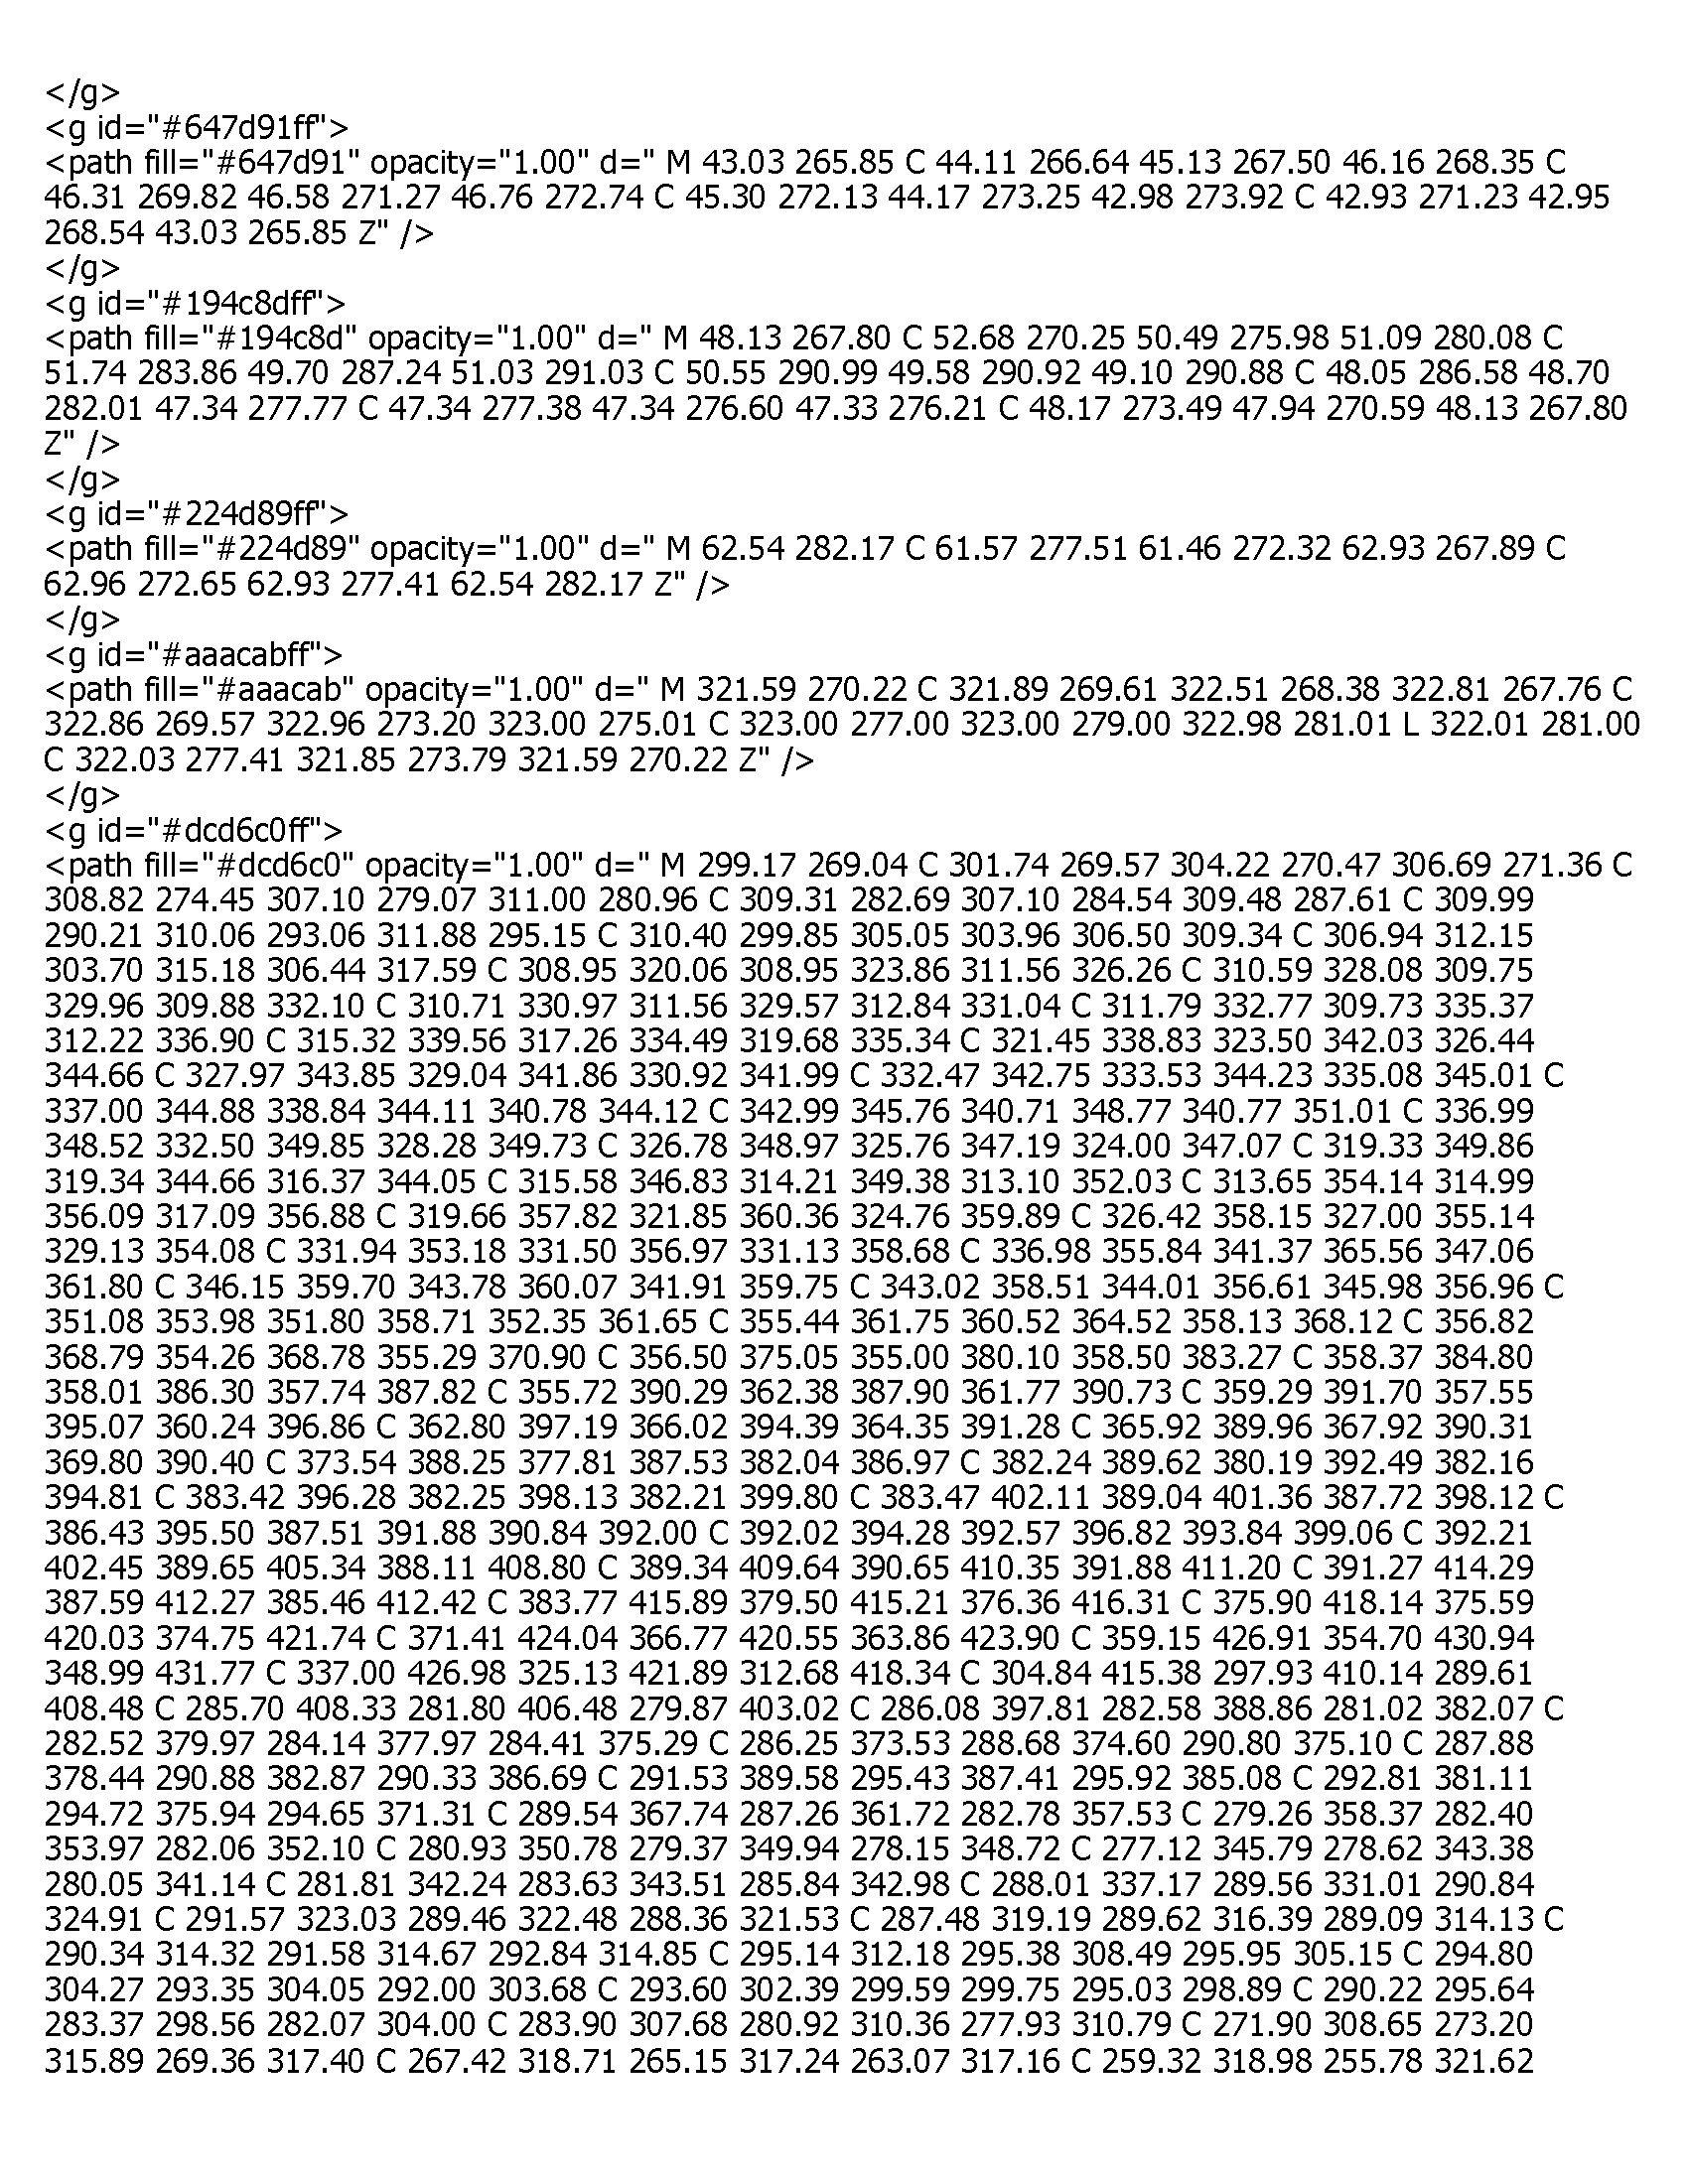 </g>
<g id="#647d91ff">
<path fill="#647d91" opacity="1.00" d=" M 43.03 265.85 C 44.11 266.64 45.13 267.50 46.16 268.35 C
46.31 269.82 46.58 271.27 46.76 272.74 C 45.30 272.13 44.17 273.25 42.98 273.92 C 42.93 271.23 42.95
268.54 43.03 265.85 Z" />
</g>
<g id="#194c8dff">
<path fill="#194c8d" opacity="1.00" d=" M 48.13 267.80 C 52.68 270.25 50.49 275.98 51.09 280.08 C
51.74 283.86 49.70 287.24 51.03 291.03 C 50.55 290.99 49.58 290.92 49.10 290.88 C 48.05 286.58 48.70
282.01 47.34 277.77 C 47.34 277.38 47.34 276.60 47.33 276.21 C 48.17 273.49 47.94 270.59 48.13 267.80
Z" />
</g>
<g id="#224d89ff">
<path fill="#224d89" opacity="1.00" d=" M 62.54 282.17 C 61.57 277.51 61.46 272.32 62.93 267.89 C
62.96 272.65 62.93 277.41 62.54 282.17 Z" />
</g>
<g id="#aaacabff">
<path fill="#aaacab" opacity="1.00" d=" M 321.59 270.22 C 321.89 269.61 322.51 268.38 322.81 267.76 C
322.86 269.57 322.96 273.20 323.00 275.01 C 323.00 277.00 323.00 279.00 322.98 281.01 L 322.01 281.00
C 322.03 277.41 321.85 273.79 321.59 270.22 Z" />
</g>
<g id="#dcd6c0ff">
<path fill="#dcd6c0" opacity="1.00" d=" M 299.17 269.04 C 301.74 269.57 304.22 270.47 306.69 271.36 C
308.82 274.45 307.10 279.07 311.00 280.96 C 309.31 282.69 307.10 284.54 309.48 287.61 C 309.99
290.21 310.06 293.06 311.88 295.15 C 310.40 299.85 305.05 303.96 306.50 309.34 C 306.94 312.15
303.70 315.18 306.44 317.59 C 308.95 320.06 308.95 323.86 311.56 326.26 C 310.59 328.08 309.75
329.96 309.88 332.10 C 310.71 330.97 311.56 329.57 312.84 331.04 C 311.79 332.77 309.73 335.37
312.22 336.90 C 315.32 339.56 317.26 334.49 319.68 335.34 C 321.45 338.83 323.50 342.03 326.44
344.66 C 327.97 343.85 329.04 341.86 330.92 341.99 C 332.47 342.75 333.53 344.23 335.08 345.01 C
337.00 344.88 338.84 344.11 340.78 344.12 C 342.99 345.76 340.71 348.77 340.77 351.01 C 336.99
348.52 332.50 349.85 328.28 349.73 C 326.78 348.97 325.76 347.19 324.00 347.07 C 319.33 349.86
319.34 344.66 316.37 344.05 C 315.58 346.83 314.21 349.38 313.10 352.03 C 313.65 354.14 314.99
356.09 317.09 356.88 C 319.66 357.82 321.85 360.36 324.76 359.89 C 326.42 358.15 327.00 355.14
329.13 354.08 C 331.94 353.18 331.50 356.97 331.13 358.68 C 336.98 355.84 341.37 365.56 347.06
361.80 C 346.15 359.70 343.78 360.07 341.91 359.75 C 343.02 358.51 344.01 356.61 345.98 356.96 C
351.08 353.98 351.80 358.71 352.35 361.65 C 355.44 361.75 360.52 364.52 358.13 368.12 C 356.82
368.79 354.26 368.78 355.29 370.90 C 356.50 375.05 355.00 380.10 358.50 383.27 C 358.37 384.80
358.01 386.30 357.74 387.82 C 355.72 390.29 362.38 387.90 361.77 390.73 C 359.29 391.70 357.55
395.07 360.24 396.86 C 362.80 397.19 366.02 394.39 364.35 391.28 C 365.92 389.96 367.92 390.31
369.80 390.40 C 373.54 388.25 377.81 387.53 382.04 386.97 C 382.24 389.62 380.19 392.49 382.16
394.81 C 383.42 396.28 382.25 398.13 382.21 399.80 C 383.47 402.11 389.04 401.36 387.72 398.12 C
386.43 395.50 387.51 391.88 390.84 392.00 C 392.02 394.28 392.57 396.82 393.84 399.06 C 392.21
402.45 389.65 405.34 388.11 408.80 C 389.34 409.64 390.65 410.35 391.88 411.20 C 391.27 414.29
387.59 412.27 385.46 412.42 C 383.77 415.89 379.50 415.21 376.36 416.31 C 375.90 418.14 375.59
420.03 374.75 421.74 C 371.41 424.04 366.77 420.55 363.86 423.90 C 359.15 426.91 354.70 430.94
348.99 431.77 C 337.00 426.98 325.13 421.89 312.68 418.34 C 304.84 415.38 297.93 410.14 289.61
408.48 C 285.70 408.33 281.80 406.48 279.87 403.02 C 286.08 397.81 282.58 388.86 281.02 382.07 C
282.52 379.97 284.14 377.97 284.41 375.29 C 286.25 373.53 288.68 374.60 290.80 375.10 C 287.88
378.44 290.88 382.87 290.33 386.69 C 291.53 389.58 295.43 387.41 295.92 385.08 C 292.81 381.11
294.72 375.94 294.65 371.31 C 289.54 367.74 287.26 361.72 282.78 357.53 C 279.26 358.37 282.40
353.97 282.06 352.10 C 280.93 350.78 279.37 349.94 278.15 348.72 C 277.12 345.79 278.62 343.38
280.05 341.14 C 281.81 342.24 283.63 343.51 285.84 342.98 C 288.01 337.17 289.56 331.01 290.84
324.91 C 291.57 323.03 289.46 322.48 288.36 321.53 C 287.48 319.19 289.62 316.39 289.09 314.13 C
290.34 314.32 291.58 314.67 292.84 314.85 C 295.14 312.18 295.38 308.49 295.95 305.15 C 294.80
304.27 293.35 304.05 292.00 303.68 C 293.60 302.39 299.59 299.75 295.03 298.89 C 290.22 295.64
283.37 298.56 282.07 304.00 C 283.90 307.68 280.92 310.36 277.93 310.79 C 271.90 308.65 273.20
315.89 269.36 317.40 C 267.42 318.71 265.15 317.24 263.07 317.16 C 259.32 318.98 255.78 321.62